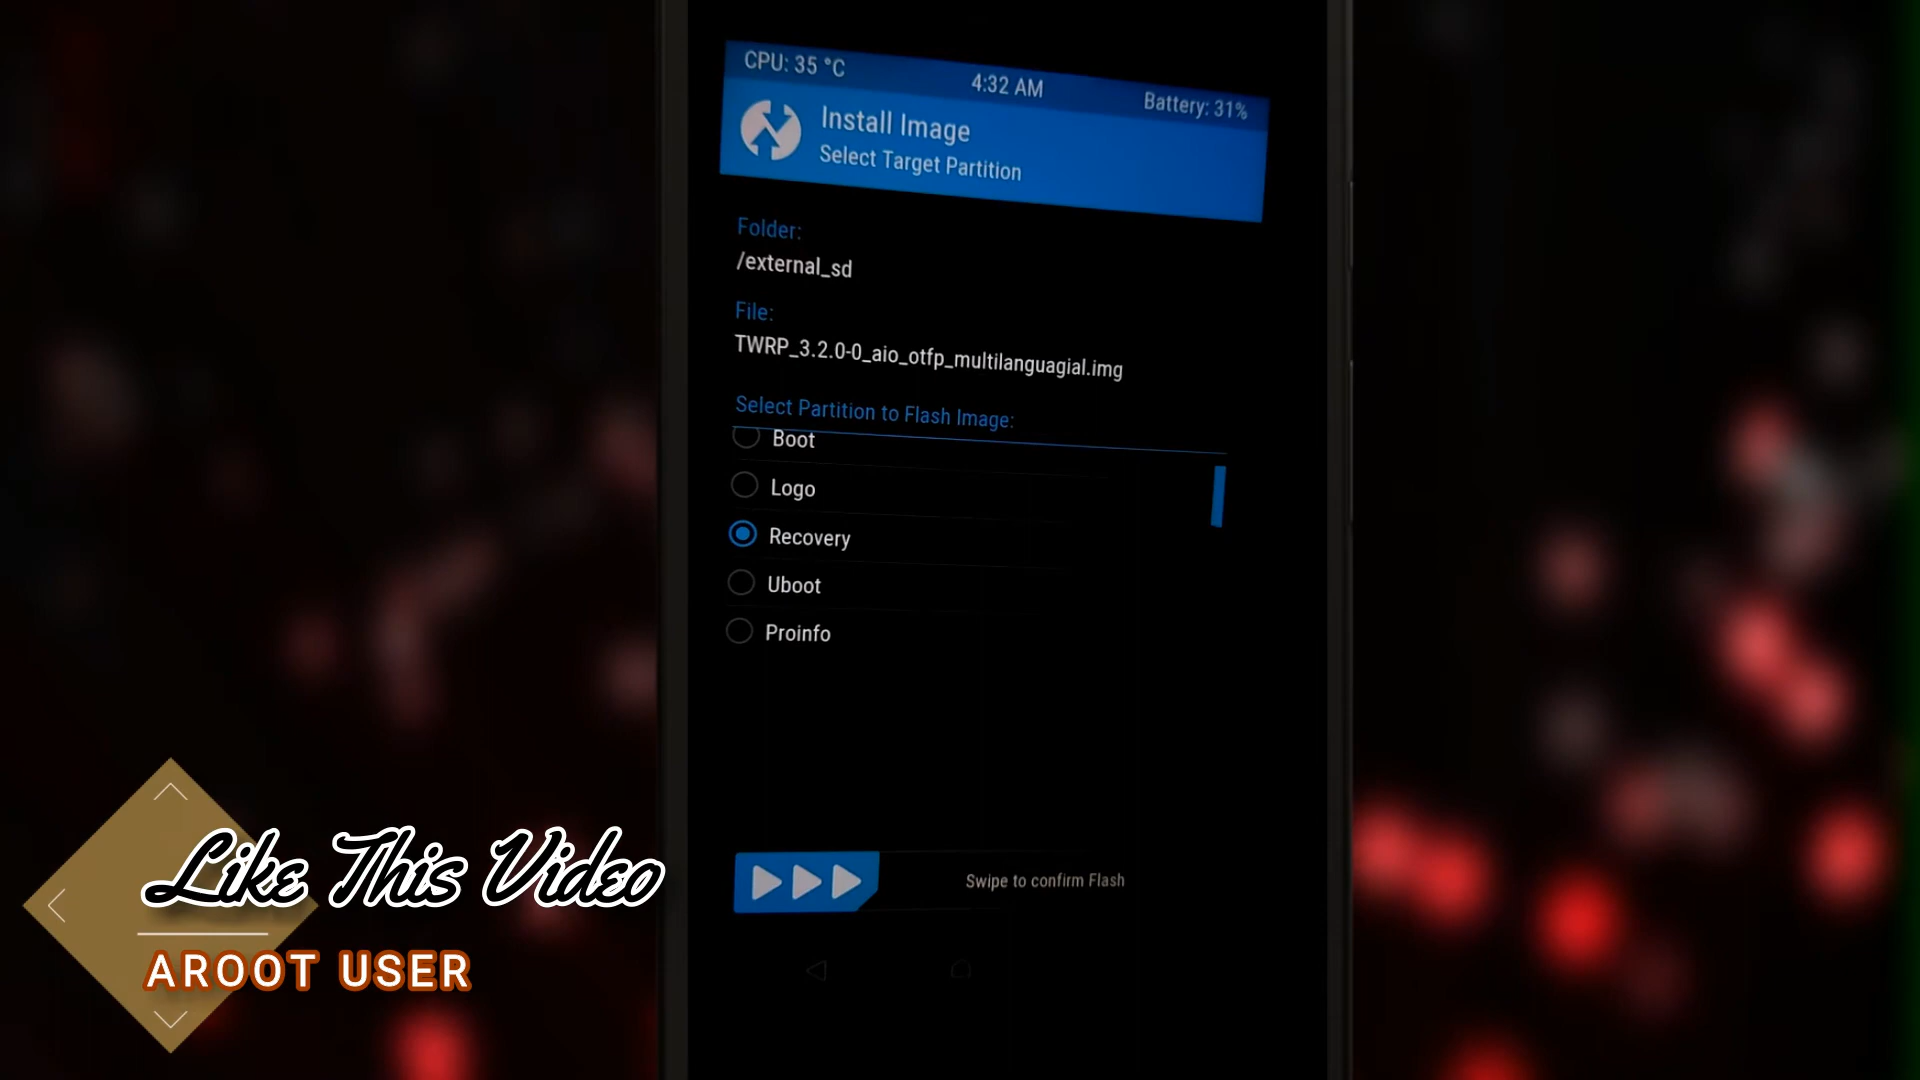 CPU: 35 °C
4:32 AM
Battery: 31%
Install Image
Select Target Partition
Folder:
/external_sd
File:
TWRP_3.2.0-0_aio_otfp_multilanguagial.img
Select Partition to Flash Image:
Boot
Logo
Recovery
Uboot
Proinfo
Swipe to confirm Flash
Like This Video
AROOT USER